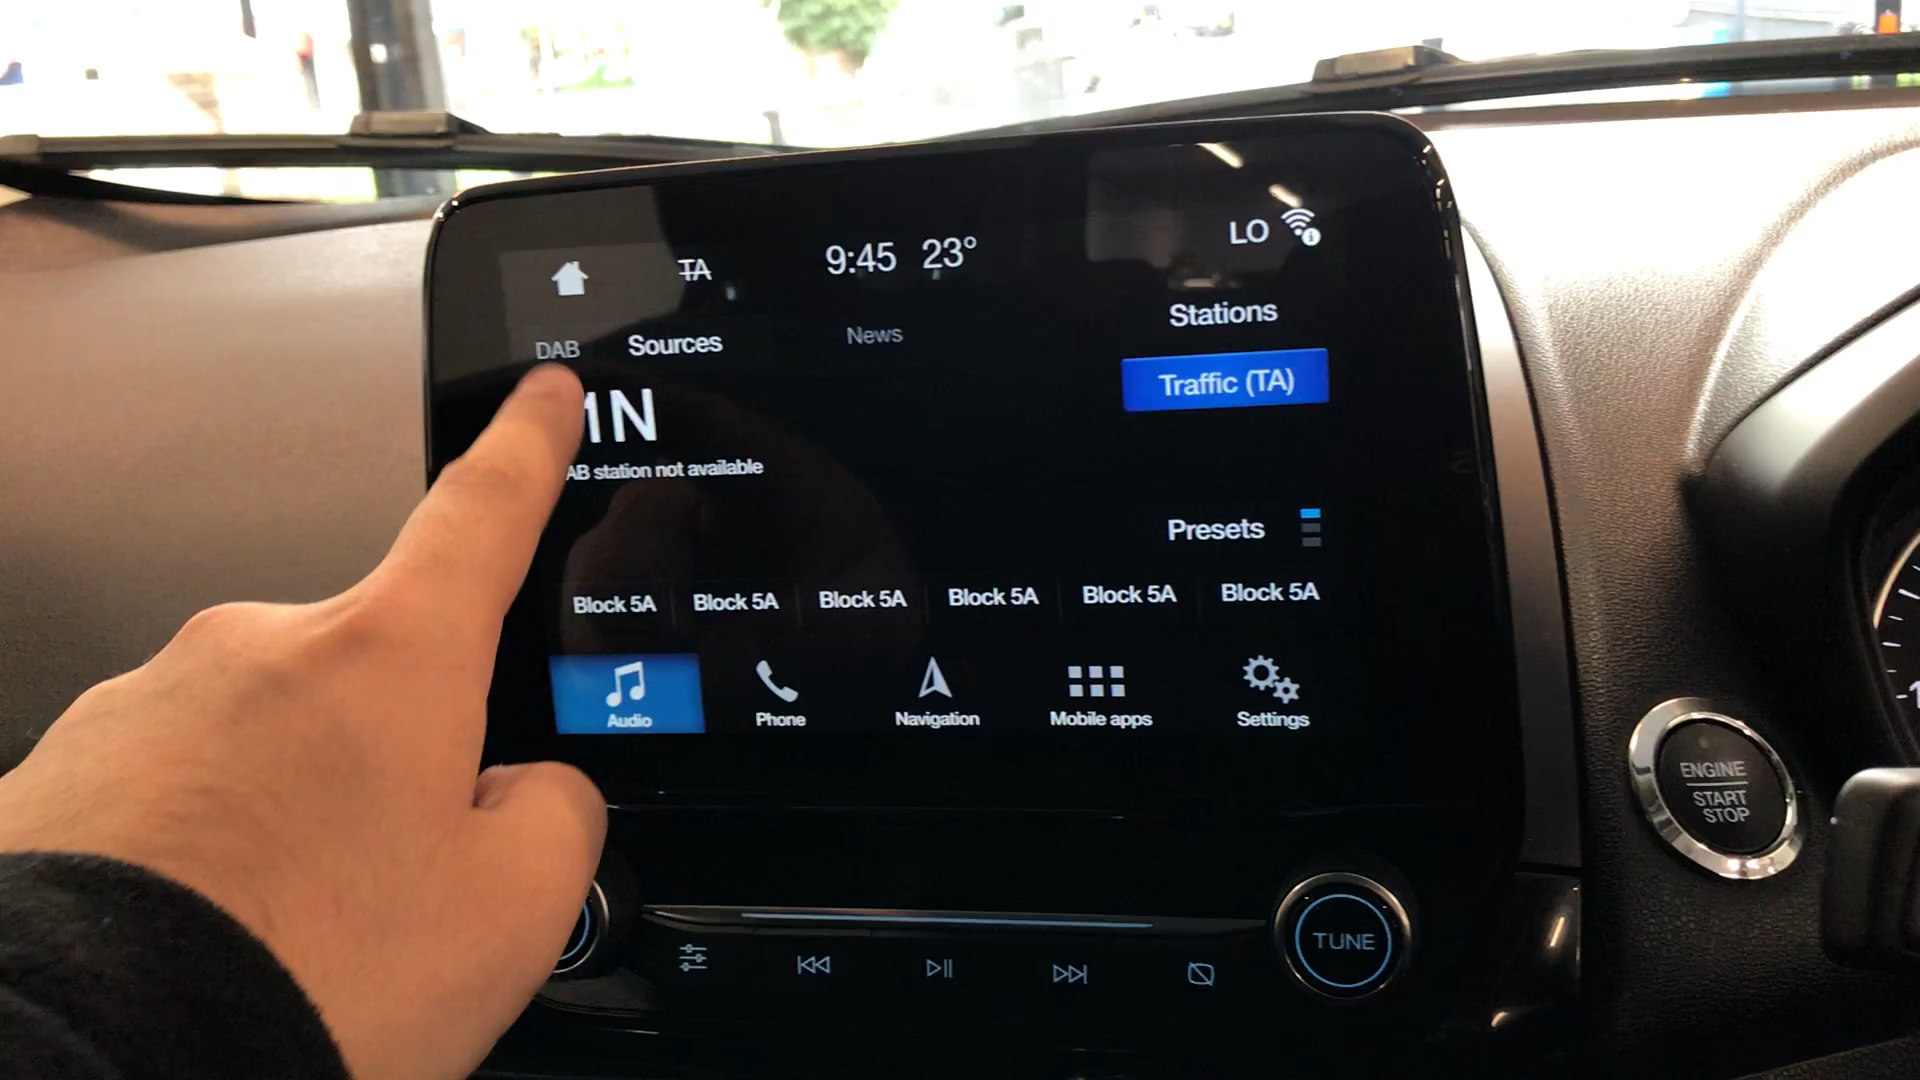 TA
9:45 23°
LO
DAB
Sources
News
Stations
1N
Traffic (TA)
AB station not available
Presets
Block 5A Block 5A Block 5A Block 5A Block 5A Block 5A
Audio Phone Navigation Mobile apps Settings
ENGINE
START
STOP
TUNE